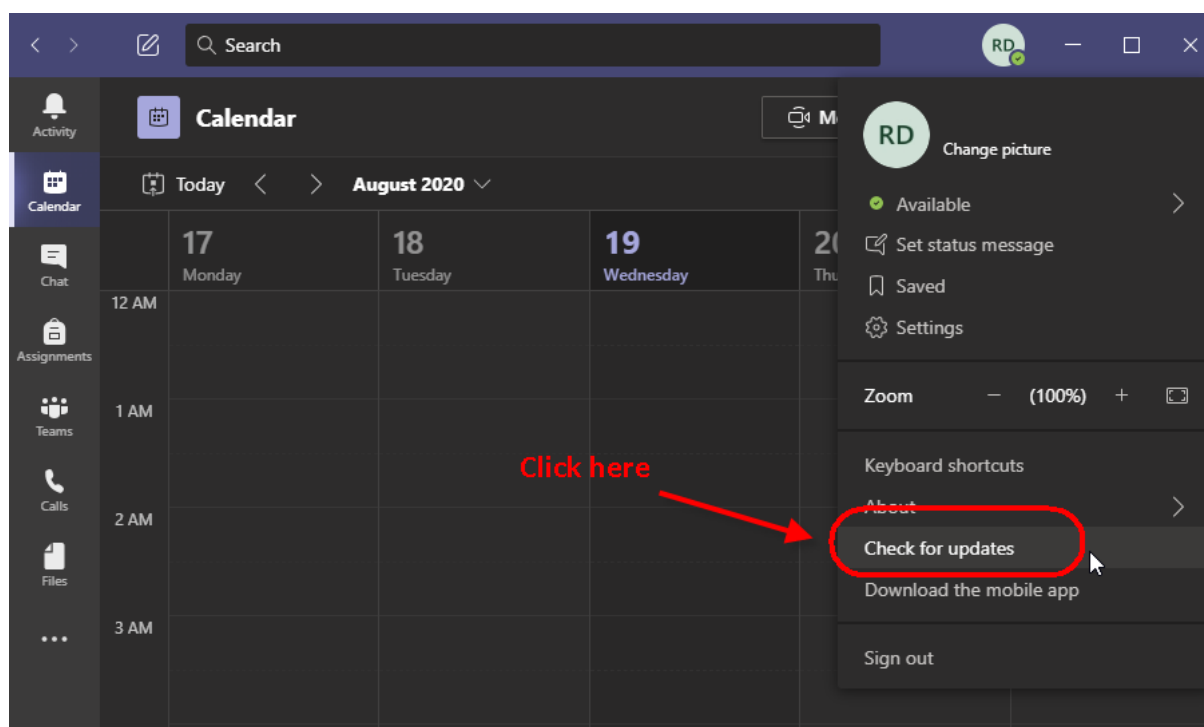 Search
RD
Activity
Calendar
Chat
Assignments
Teams
Calls
Files
Calendar
Today
August 2020
17
Monday
18
Tuesday
19
Wednesday
12 AM
1 AM
2 AM
3 AM
Click here
RD
Change picture
Available
Set status message
Saved
Settings
Zoom − (100%) +
Keyboard shortcuts
About
Check for updates
Download the mobile app
Sign out